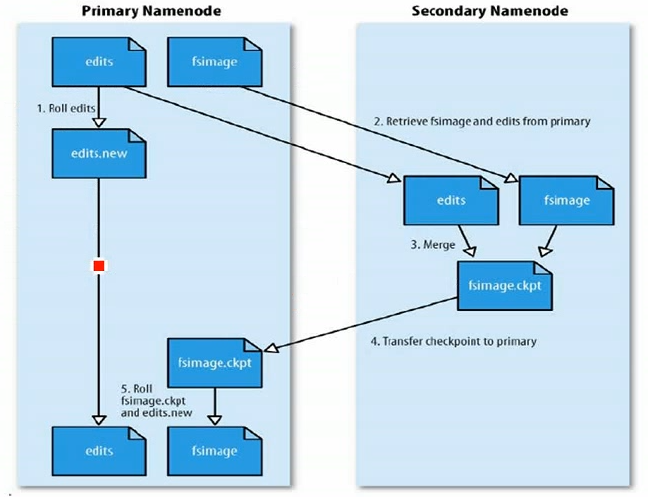 Primary Namenode
Secondary Namenode
edits
fsimage
1. Roll edits
2. Retrieve fsimage and edits from primary
edits.new
edits
fsimage
3. Merge
fsimage.ckpt
4. Transfer checkpoint to primary
fsimage.ckpt
5. Roll
fsimage.ckpt
and edits.new
edits
fsimage